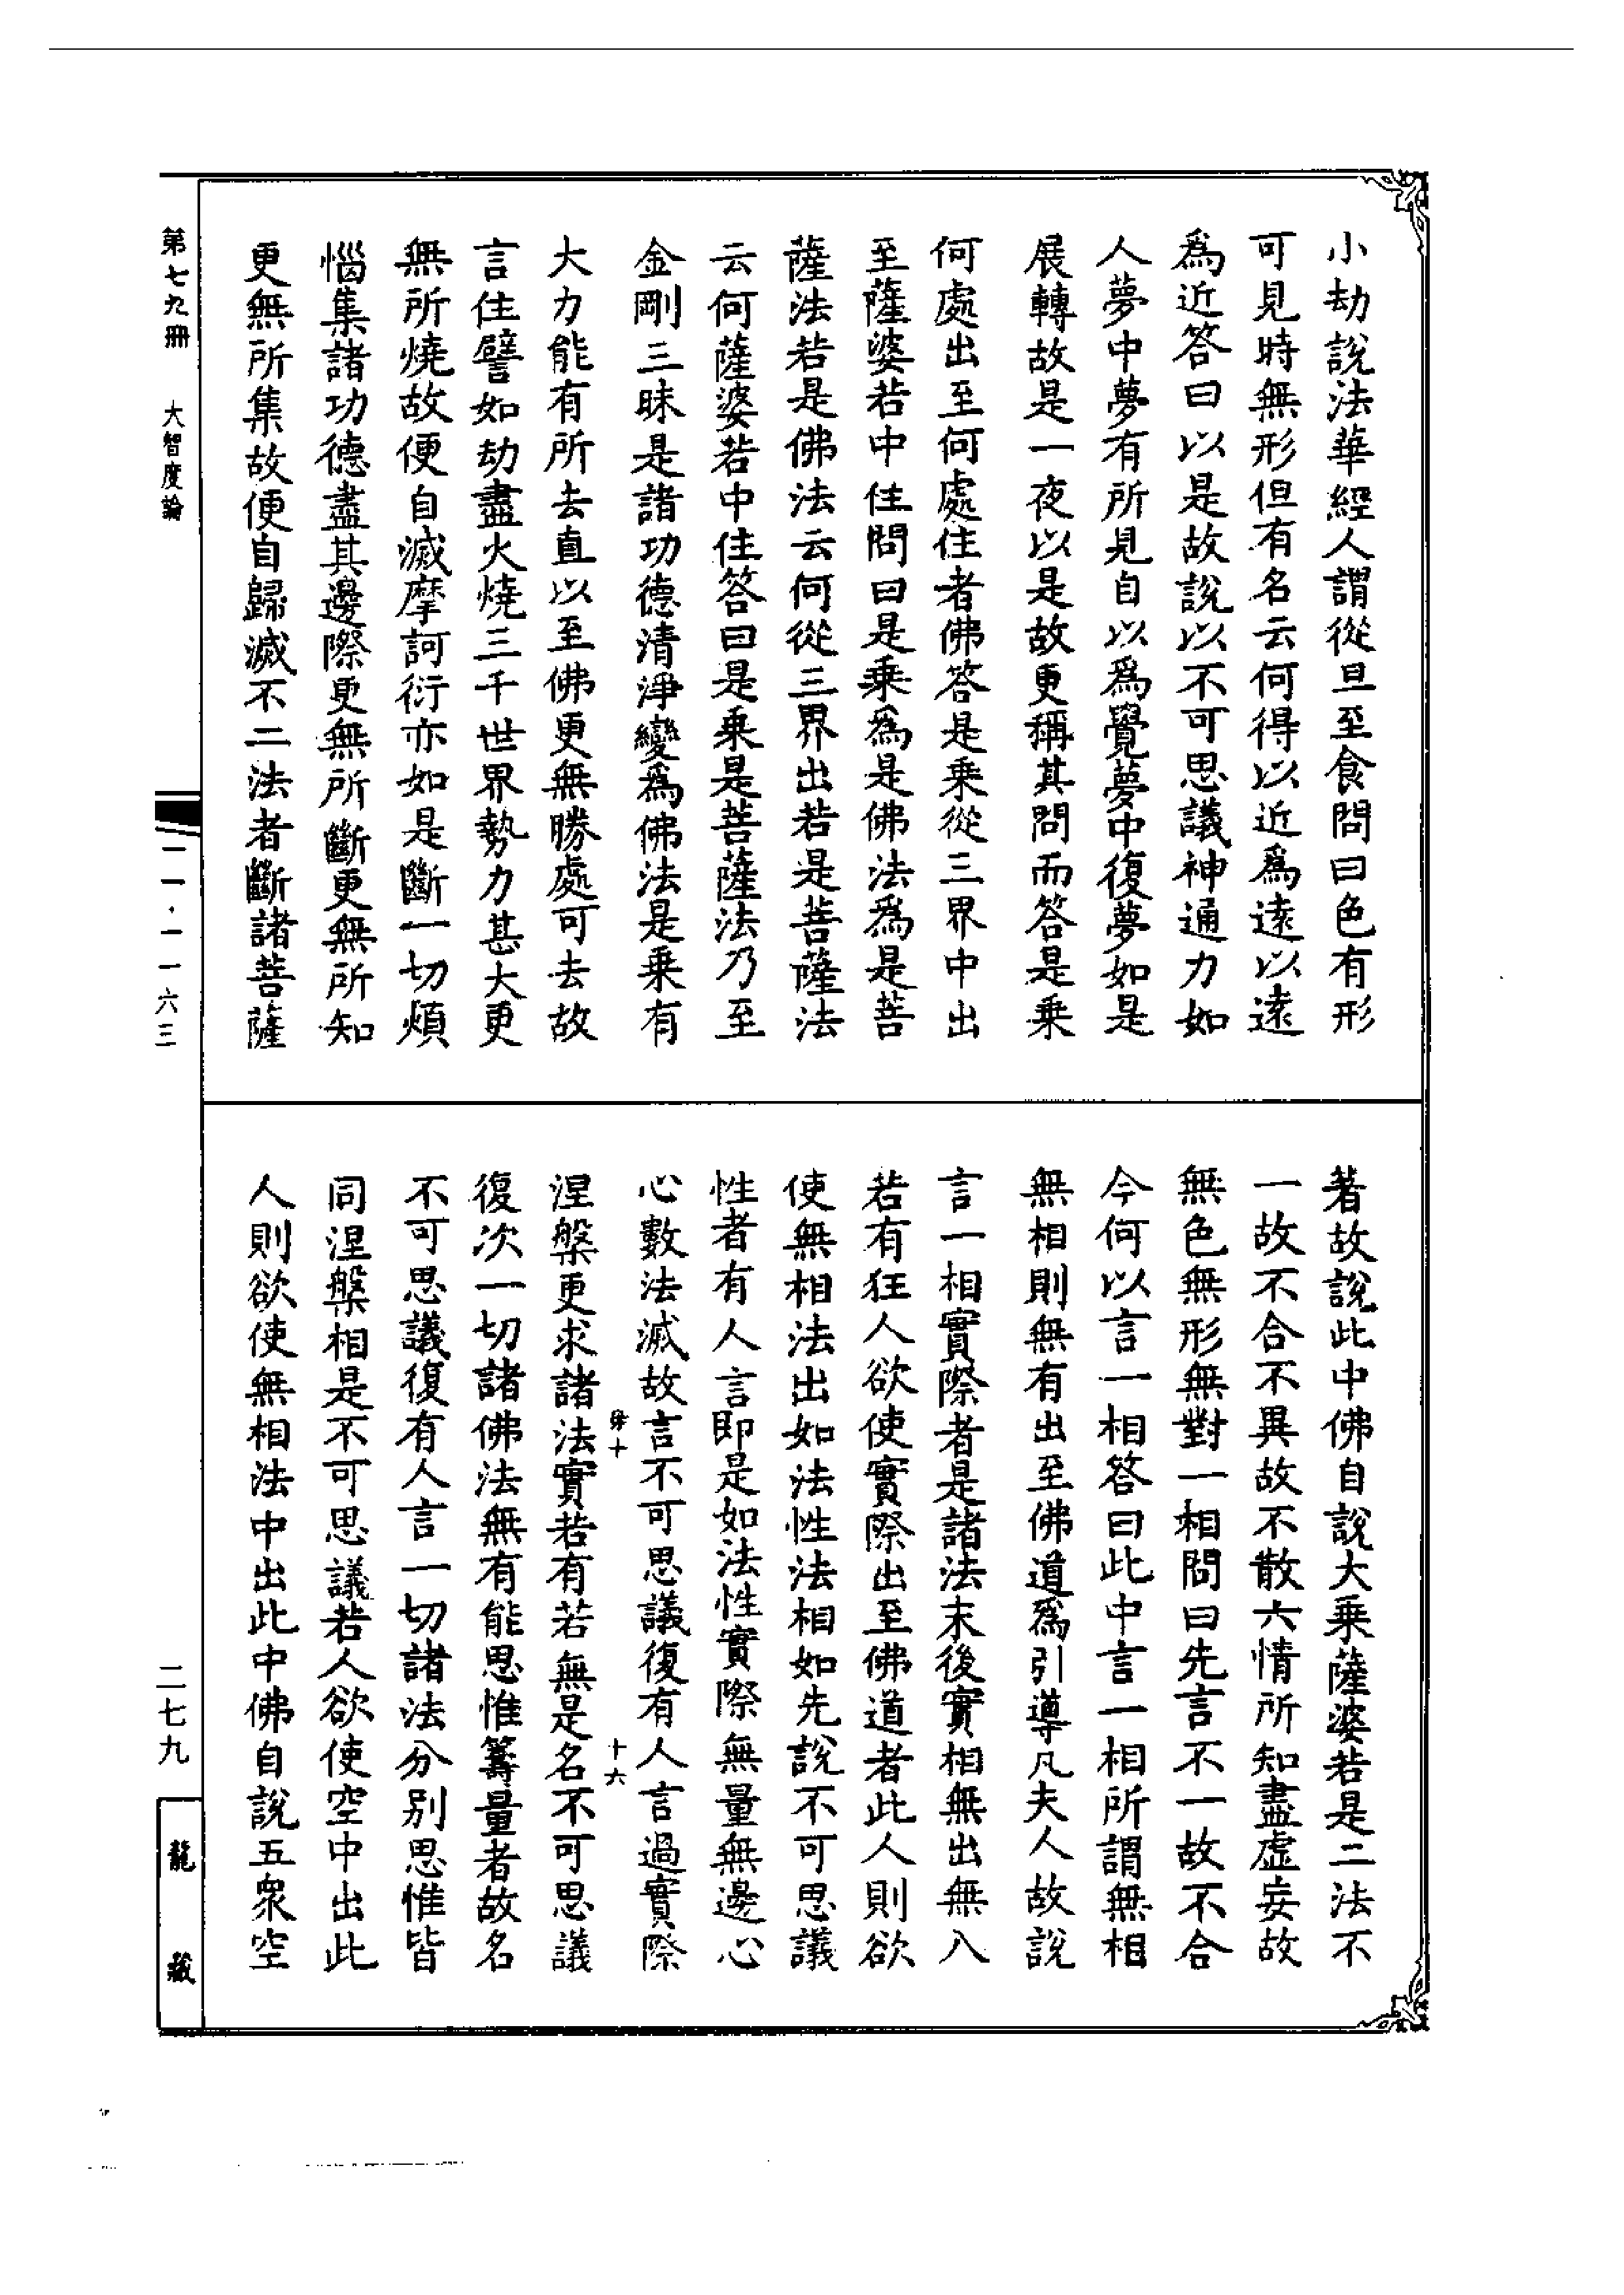 小劫說法華經人謂從旦至食問曰色有形
可見時無形但有名云何得以近爲遠以遠
爲近答曰以是故說以不可思議神通力如
人夢中夢有所見自以爲覺夢中復夢如是
展轉故是一夜以是故更稱其問而答是乘
何處出至何處住者佛答是乘從三界中出
至薩婆若中住問曰是乘爲是佛法爲是菩
薩法若是佛法云何從三界出若是菩薩法
云何薩婆若中住答曰是乘是菩薩法乃至
金剛三昧是諸功德清淨變爲佛法是乘有
大力能有所去直以至佛更無勝處可去故
言住譬如劫盡火燒三千世界勢力甚大更
無所燒故便自滅摩訶衍亦如是斷一切煩
惱集諸功德盡其邊際更無所斷更無所知
更無所集故便自歸滅不二法者斷諸菩薩
著故說此中佛自說大乘薩婆若是二法不
一故不合不異故不散六情所知盡虛妄故
無色無形無對一相問曰先言不一故不合
今何以言一相答曰此中言一相所謂無相
無相則無有出至佛道爲引導凡夫人故說
言一相實際者是諸法末後實相無出無入
若有狂人欲使實際出至佛道者此人則欲
使無相法出如法性法相如先說不可思議
性者有人言即是如法性實際無量無邊心
心數法滅故言不可思議復有人言過實際
涅槃更求諸法實若有若無是名不可思議
復次一切諸佛法無有能思惟籌量者故名
不可思議復有人言一切諸法分別思惟皆
同涅槃相是不可思議若人欲使空中出此
人則欲使無相法中出此中佛自說五衆空
十六
第七九冊 大智度論
一一·一一六三
二七九
龍藏